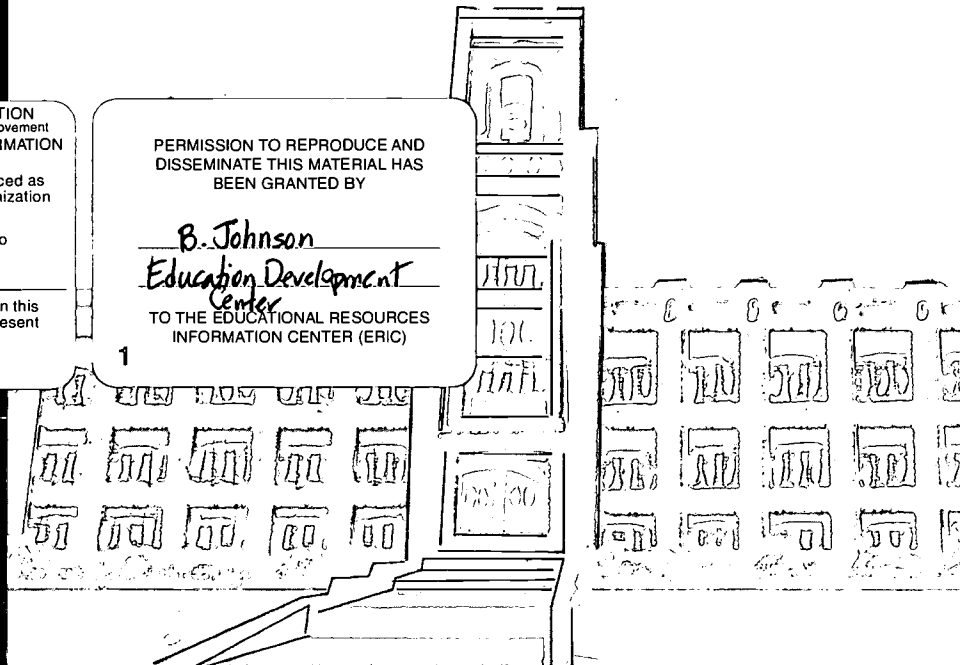 TION
ovement
RMATION
ced as
nization
o
n this
esent
PERMISSION TO REPRODUCE AND
DISSEMINATE THIS MATERIAL HAS
BEEN GRANTED BY
B. Johnson
Education Development
Center
TO THE EDUCATIONAL RESOURCES
INFORMATION CENTER (ERIC)
1